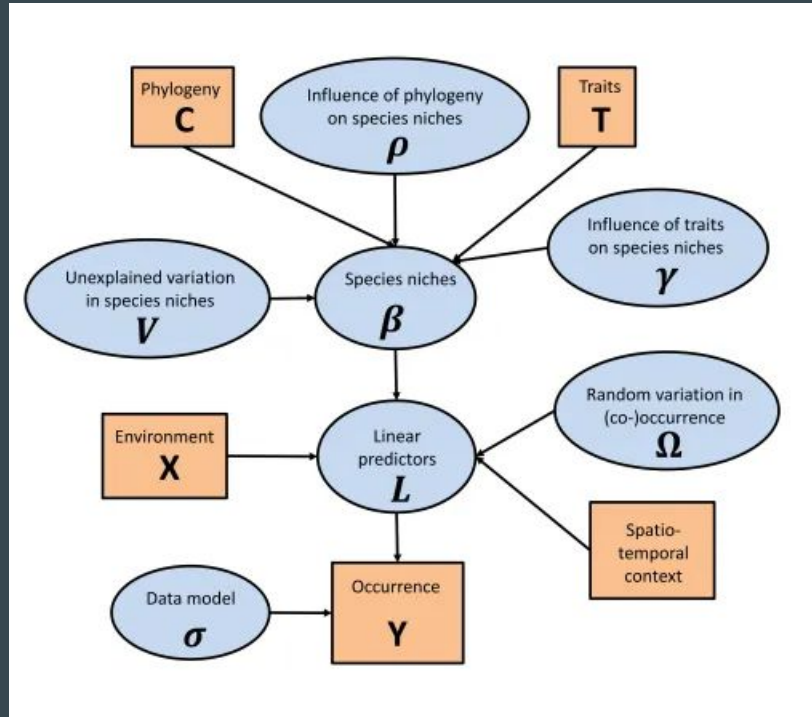 Phylogeny
C
Influence of phylogeny
on species niches
ρ
Traits
T
Influence of traits
on species niches
γ
Unexplained variation
in species niches
V
Species niches
β
Random variation in
(co-)occurrence
Ω
Environment
X
Linear
predictors
L
Spatio-
temporal
context
Data model
σ
Occurrence
Y